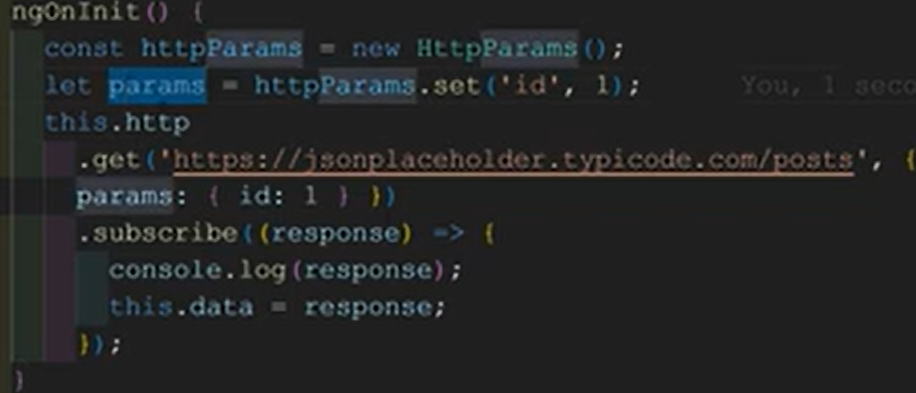 ngOnInit() {
const httpParams = new HttpParams();
let params = httpParams.set('id', 1);
You, 1 seco
this.http
.get('https://jsonplaceholder.typicode.com/posts', {
params: { id: 1 } })
.subscribe((response) => {
console.log(response);
this.data = response;
});
}